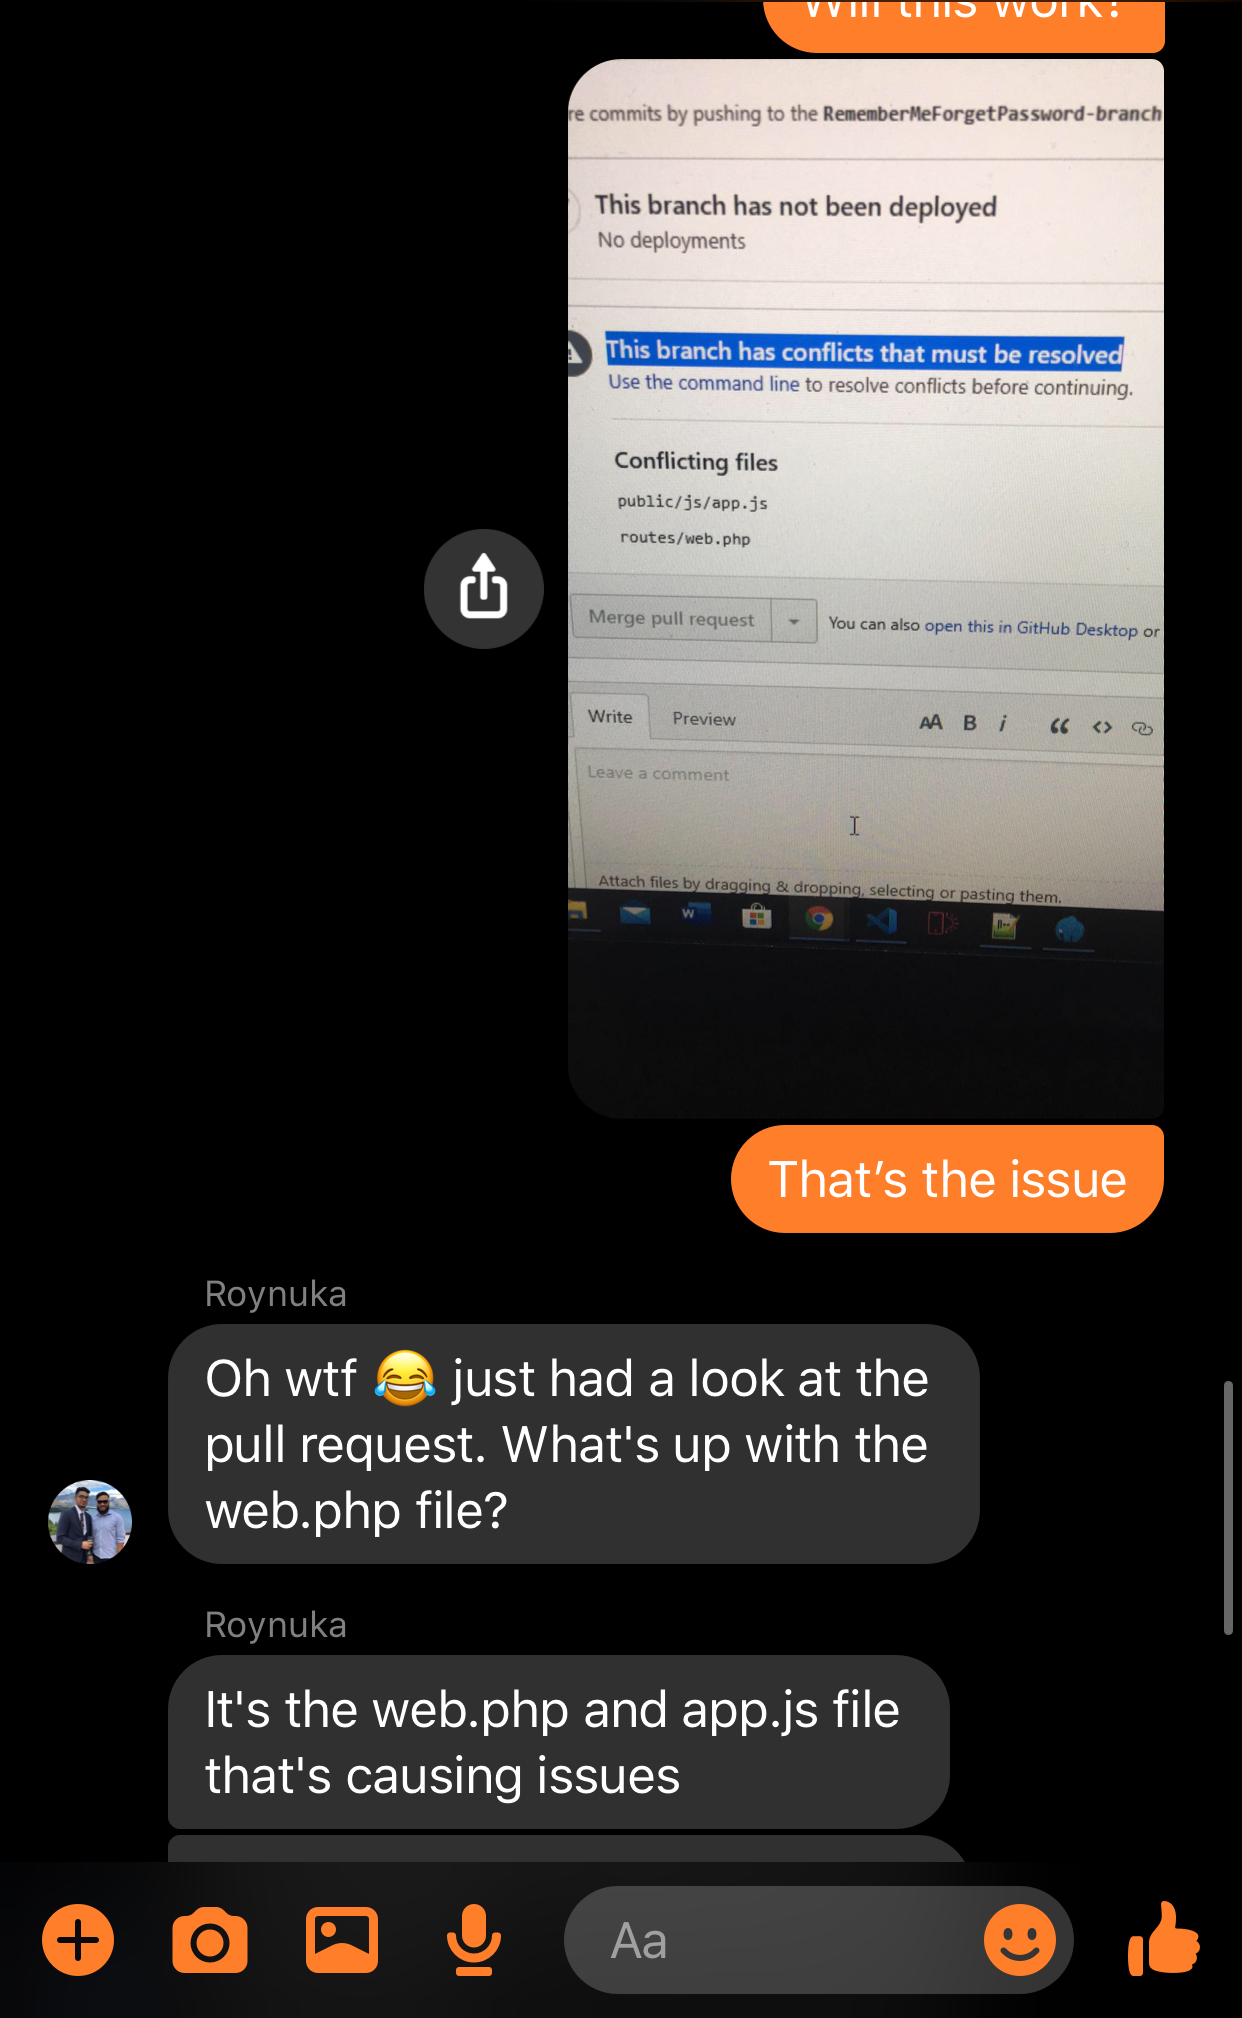 Will this work?
re commits by pushing to the RememberMeForgetPassword-branch
This branch has not been deployed
No deployments
This branch has conflicts that must be resolved
Use the command line to resolve conflicts before continuing.
Conflicting files
public/js/app.js
routes/web.php
Merge pull request
You can also open this in GitHub Desktop or
Write Preview AA B i “ <>
Leave a comment
Attach files by dragging & dropping, selecting or pasting them.
W
That’s the issue
Roynuka
Oh wtf 😂 just had a look at the
pull request. What's up with the
web.php file?
Roynuka
It's the web.php and app.js file
that's causing issues
Aa